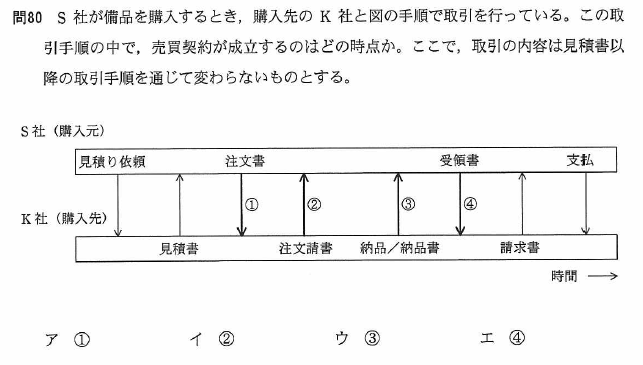 問80 S 社が備品を購入するとき，購入先の K 社と図の手順で取引を行っている。この取
引手順の中で，売買契約が成立するのはどの時点か。ここで，取引の内容は見積書以
降の取引手順を通じて変わらないものとする。
S 社（購入元）
見積り依頼 注文書 受領書 支払
① ② ③ ④
K 社（購入先）
見積書 注文請書 納品／納品書 請求書
時間 →
ア ① イ ② ウ ③ エ ④